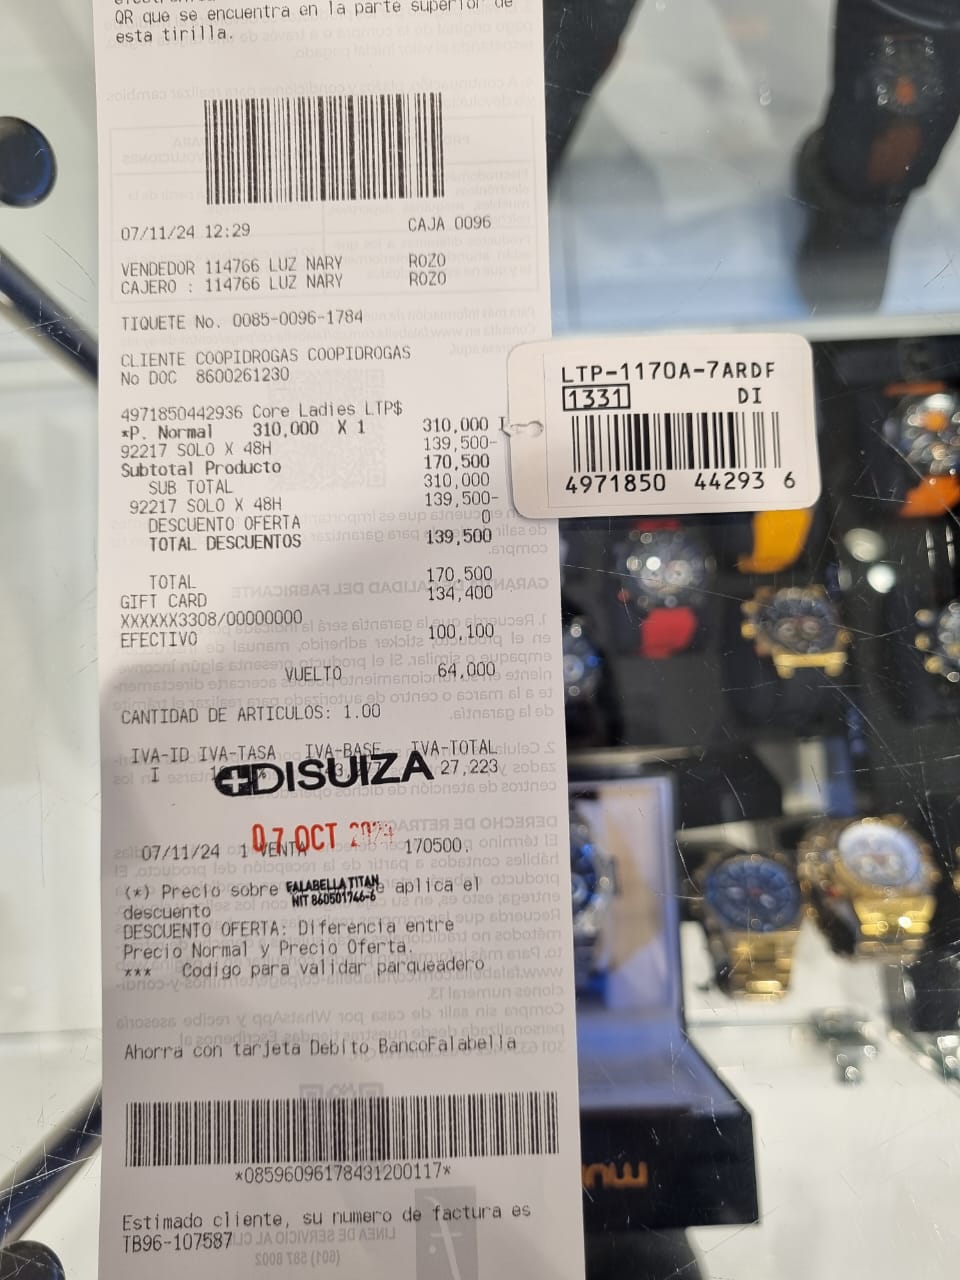 QR que se encuentra en la parte superior de
esta tirilla.
07/11/24 12:29 CAJA 0096
VENDEDOR 114766 LUZ NARY ROZO
CAJERO : 114766 LUZ NARY ROZO
TIQUETE No. 0085-0096-1784
CLIENTE COOPIDROGAS COOPIDROGAS
No DOC 8600261230
4971850442936 Core Ladies LTP$
*P. Normal 310,000 X 1 310,000 I
92217 SOLO X 48H 139,500-
Subtotal Producto 170,500
SUB TOTAL 310,000
92217 SOLO X 48H 139,500-
DESCUENTO OFERTA 0
TOTAL DESCUENTOS 139,500
TOTAL 170,500
GIFT CARD 134,400
XXXXXX3308/00000000
EFECTIVO 100,100
VUELTO 64,000
CANTIDAD DE ARTICULOS: 1.00
IVA-ID IVA-TASA IVA-BASE IVA-TOTAL
I 27,223
DISUIZA
07 OCT
07/11/24 1 VENTA 170500.
(*) Precio sobre aplica el
FALABELLA TITAN
NIT 860501746-6
descuento
DESCUENTO OFERTA: Diferencia entre
Precio Normal y Precio Oferta.
*** Codigo para validar parqueadero
Ahorra con tarjeta Debito BancoFalabella
*08596096178431200117*
Estimado cliente, su numero de factura es
TB96-107587
LTP-1170A-7ARDF
1331 DI
4971850 44293 6